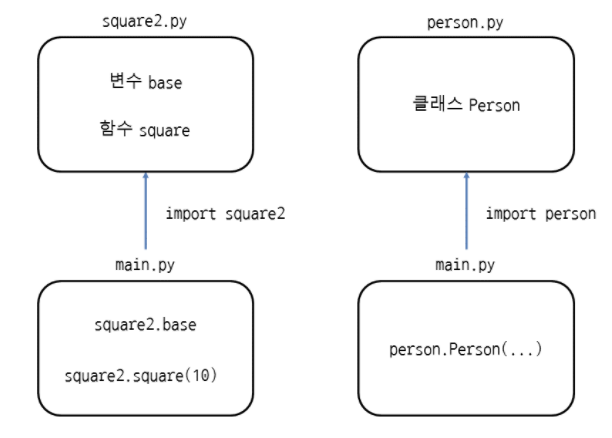 square2.py
변수 base
함수 square
import square2
main.py
square2.base
square2.square(10)
person.py
클래스 Person
import person
main.py
person.Person(...)